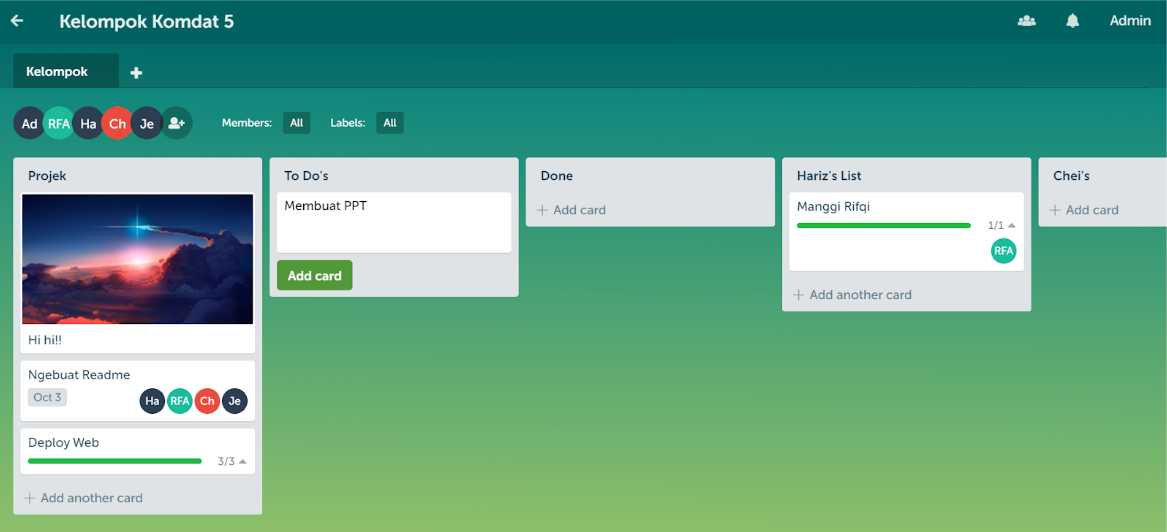 Kelompok Komdat 5
Admin
Kelompok
Ad RFA Ha Ch Je Members: All Labels: All
Projek
Hi hi!!
Ngebuat Readme
Oct 3
Ha RFA Ch Je
Deploy Web
3/3
Add another card
To Do's
Membuat PPT
Add card
Done
Add card
Hariz's List
Manggi Rifqi
1/1
RFA
Add another card
Chei's
Add card